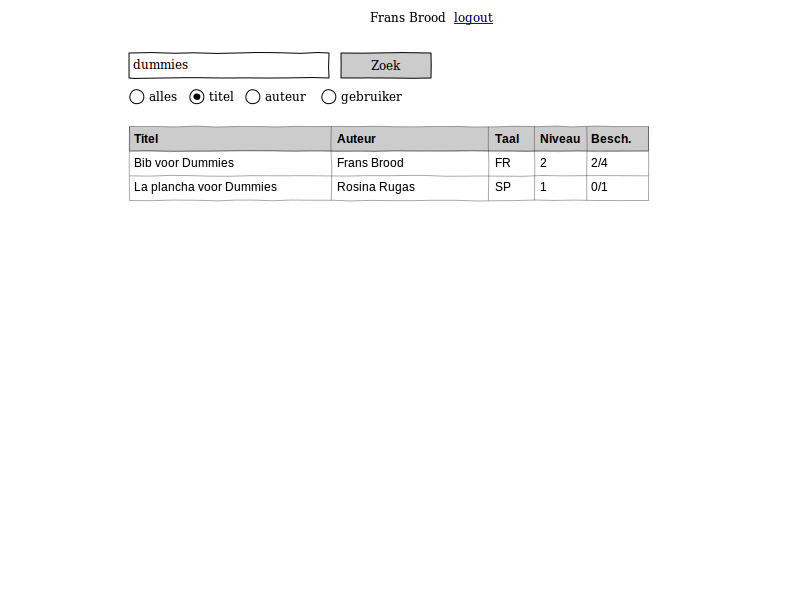 Frans Brood logout
dummies Zoek
alles titel auteur gebruiker
Titel Auteur Taal Niveau Besch.
Bib voor Dummies Frans Brood FR 2 2/4
La plancha voor Dummies Rosina Rugas SP 1 0/1